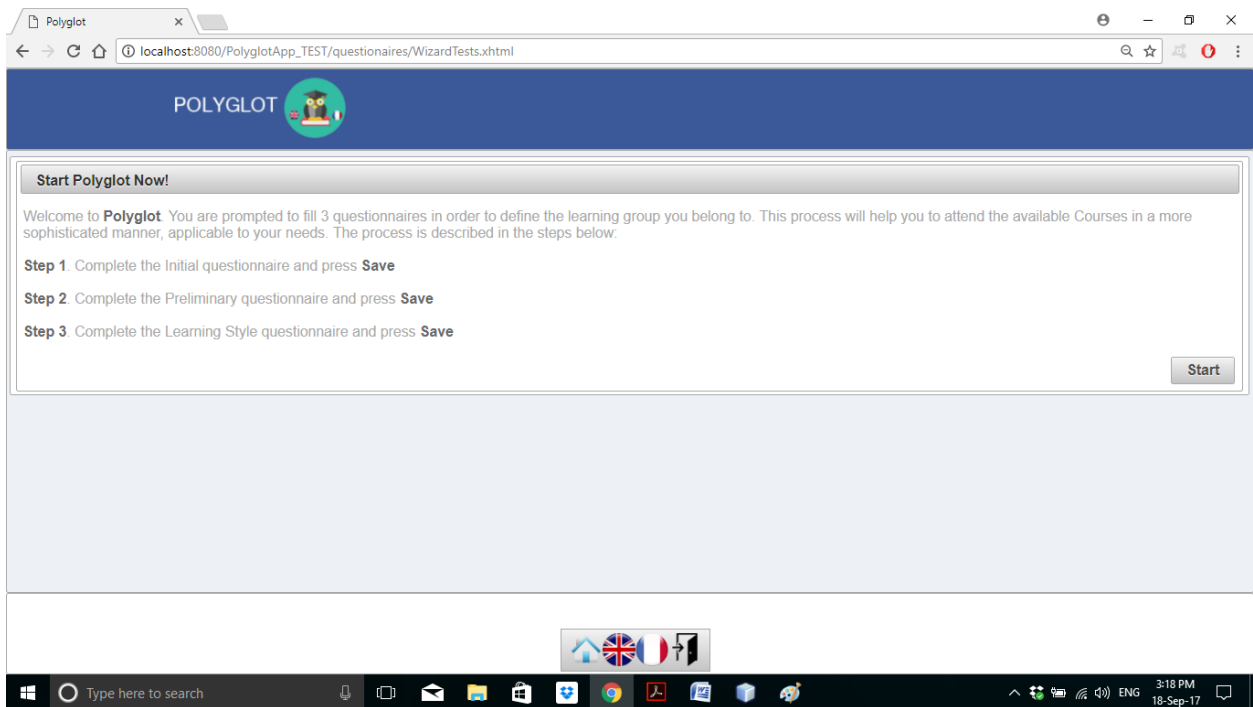 Polyglot
localhost:8080/PolyglotApp_TEST/questionaires/WizardTests.xhtml
POLYGLOT
Start Polyglot Now!
Welcome to Polyglot. You are prompted to fill 3 questionnaires in order to define the learning group you belong to. This process will help you to attend the available Courses in a more
sophisticated manner, applicable to your needs. The process is described in the steps below:
Step 1. Complete the Initial questionnaire and press Save
Step 2. Complete the Preliminary questionnaire and press Save
Step 3. Complete the Learning Style questionnaire and press Save
Start
Type here to search
ENG
3:18 PM
18-Sep-17